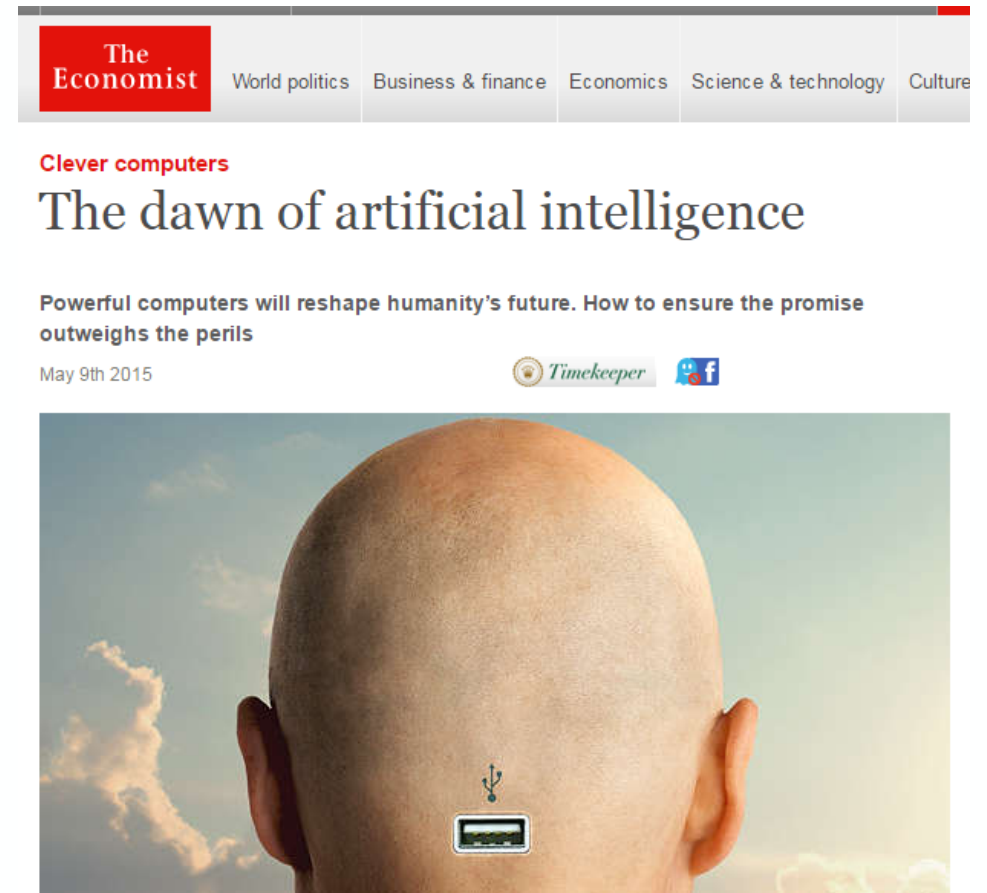 The
Economist
World politics
Business & finance
Economics
Science & technology
Culture
Clever computers
The dawn of artificial intelligence
Powerful computers will reshape humanity's future. How to ensure the promise
outweighs the perils
May 9th 2015
Timekeeper
f